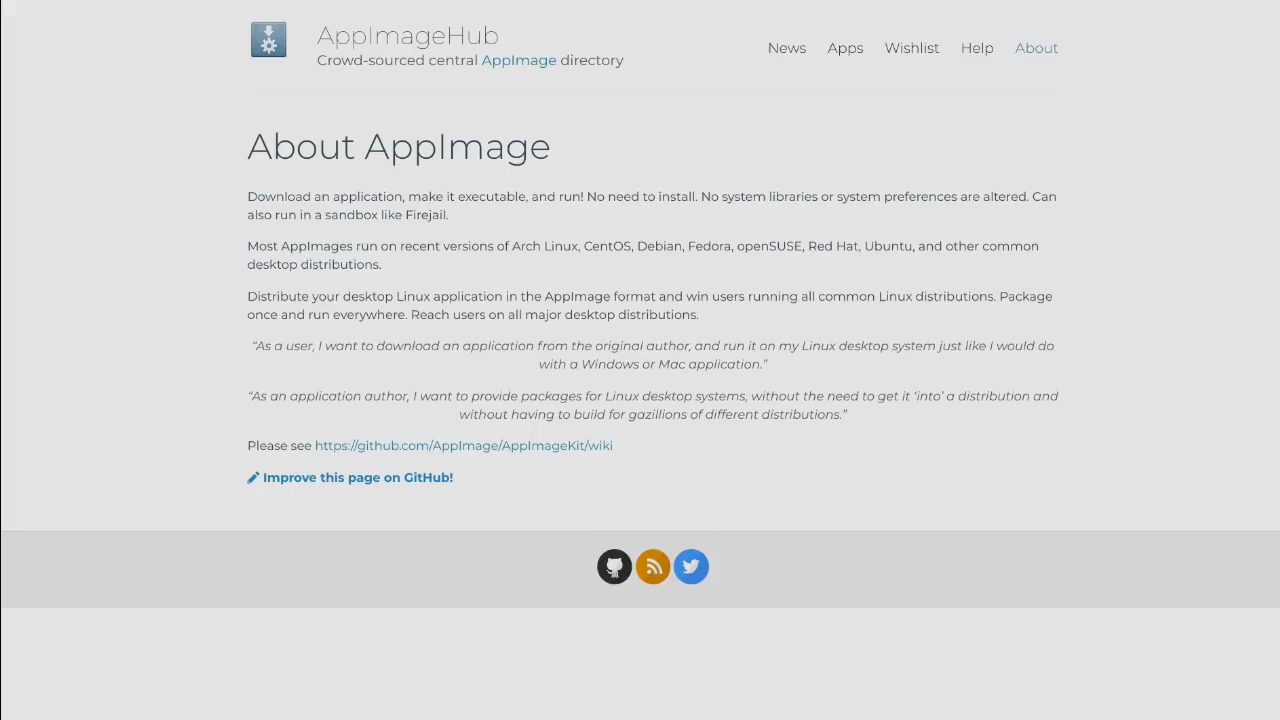 AppImageHub
Crowd-sourced central AppImage directory
News Apps Wishlist Help About
About AppImage
Download an application, make it executable, and run! No need to install. No system libraries or system preferences are altered. Can
also run in a sandbox like Firejail.
Most AppImages run on recent versions of Arch Linux, CentOS, Debian, Fedora, openSUSE, Red Hat, Ubuntu, and other common
desktop distributions.
Distribute your desktop Linux application in the AppImage format and win users running all common Linux distributions. Package
once and run everywhere. Reach users on all major desktop distributions.
“As a user, I want to download an application from the original author, and run it on my Linux desktop system just like I would do
with a Windows or Mac application.”
“As an application author, I want to provide packages for Linux desktop systems, without the need to get it ‘into’ a distribution and
without having to build for gazillions of different distributions.”
Please see https://github.com/AppImage/AppImageKit/wiki
Improve this page on GitHub!